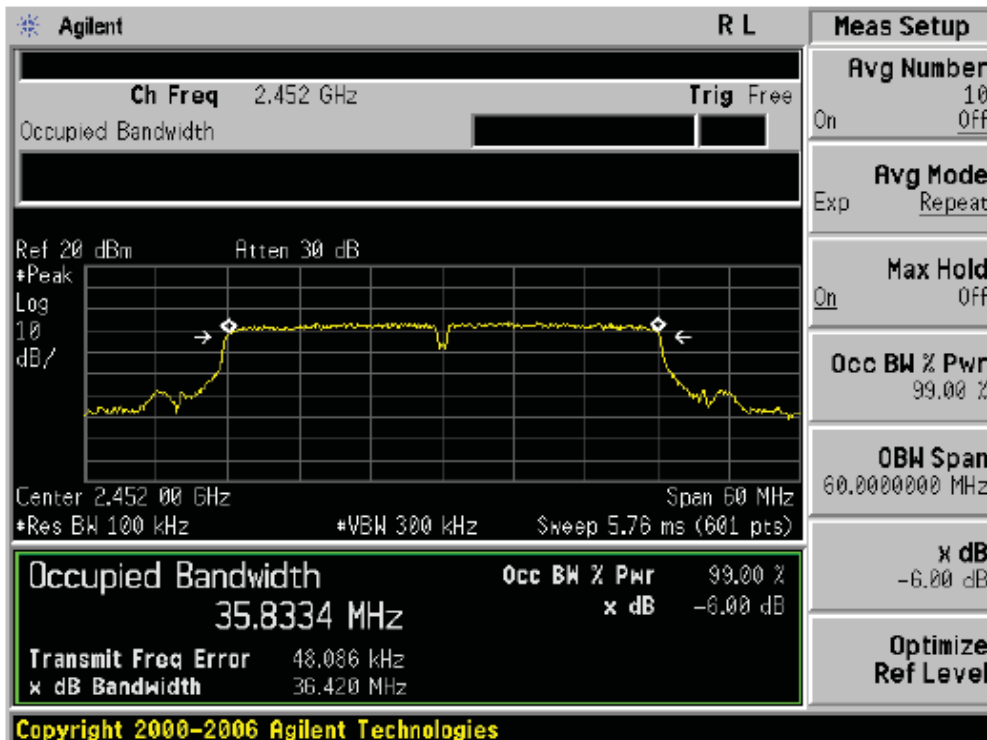 Agilent R L
Ch Freq 2.452 GHz Trig Free
Occupied Bandwidth
Ref 20 dBm Atten 30 dB
#Peak
Log
10
dB/
Center 2.452 00 GHz Span 60 MHz
#Res BW 100 kHz #VBW 300 kHz Sweep 5.76 ms (601 pts)
Occupied Bandwidth Occ BW % Pwr 99.00 %
35.8334 MHz x dB -6.00 dB
Transmit Freq Error 48.086 kHz
x dB Bandwidth 36.420 MHz
Copyright 2000-2006 Agilent Technologies
Meas Setup
Avg Number
10
On Off
Avg Mode
Exp Repeat
Max Hold
On Off
Occ BW % Pwr
99.00 %
OBW Span
60.0000000 MHz
x dB
-6.00 dB
Optimize
Ref Level